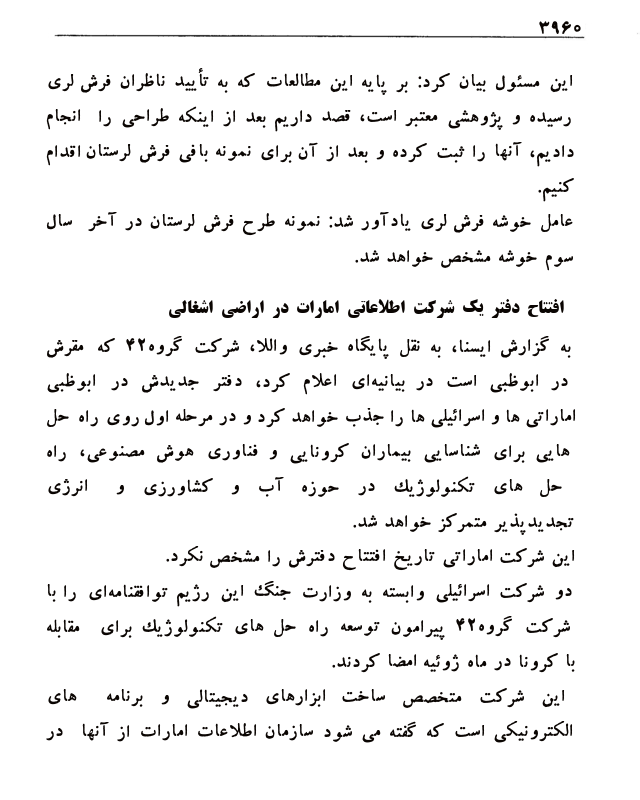 ۳۹۶۰
این مسئول بیان کرد: بر پایه این مطالعات که به تأیید ناظران فرش لری
رسیده و پژوهشی معتبر است، قصد داریم بعد از اینکه طراحی را انجام
دادیم، آنها را ثبت کرده و بعد از آن برای نمونه بافی فرش لرستان اقدام
کنیم.
عامل خوشه فرش لری یادآور شد: نمونه طرح فرش لرستان در آخر سال
سوم خوشه مشخص خواهد شد.
افتتاح دفتر یک شرکت اطلاعاتی امارات در اراضی اشغالی
به گزارش ایسنا، به نقل پایگاه خبری واللا، شرکت گروه۴۲ که مقرش
در ابوظبی است در بیانیه‌ای اعلام کرد، دفتر جدیدش در ابوظبی
اماراتی ها و اسرائیلی ها را جذب خواهد کرد و در مرحله اول روی راه حل
هایی برای شناسایی بیماران کرونایی و فناوری هوش مصنوعی، راه
حل های تکنولوژیك در حوزه آب و کشاورزی و انرژی
تجدیدپذیر متمرکز خواهد شد.
این شرکت اماراتی تاریخ افتتاح دفترش را مشخص نکرد.
دو شرکت اسرائیلی وابسته به وزارت جنگ این رژیم توافقنامه‌ای را با
شرکت گروه۴۲ پیرامون توسعه راه حل های تکنولوژیك برای مقابله
با کرونا در ماه ژوئیه امضا کردند.
این شرکت متخصص ساخت ابزارهای دیجیتالی و برنامه های
الکترونیکی است که گفته می شود سازمان اطلاعات امارات از آنها در